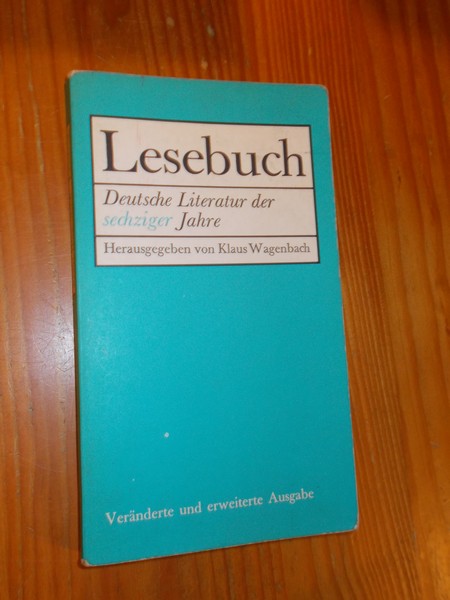 Lesebuch
Deutsche Literatur der
sechziger Jahre
Herausgegeben von Klaus Wagenbach
Veränderte und erweiterte Ausgabe